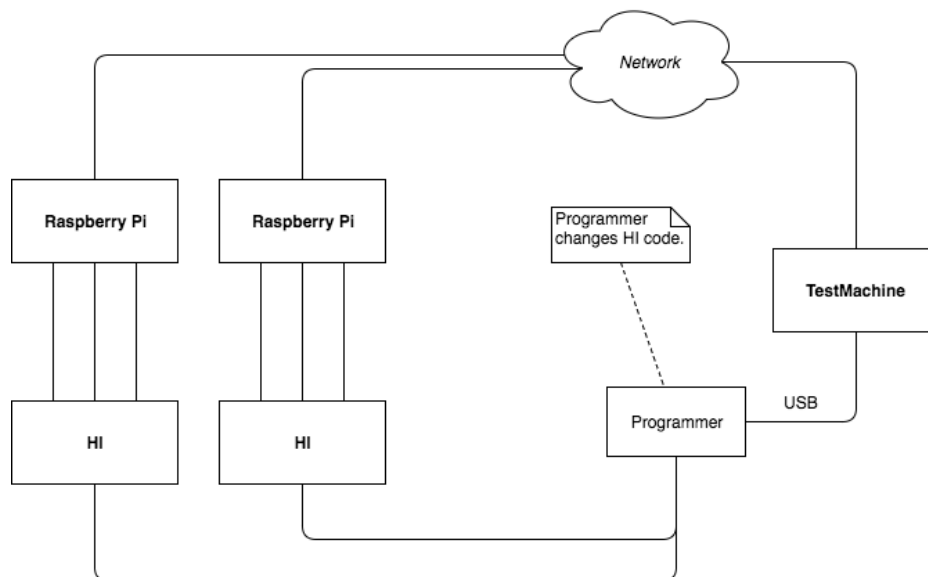 Network
Raspberry Pi
Raspberry Pi
Programmer
changes HI code.
TestMachine
USB
HI
HI
Programmer